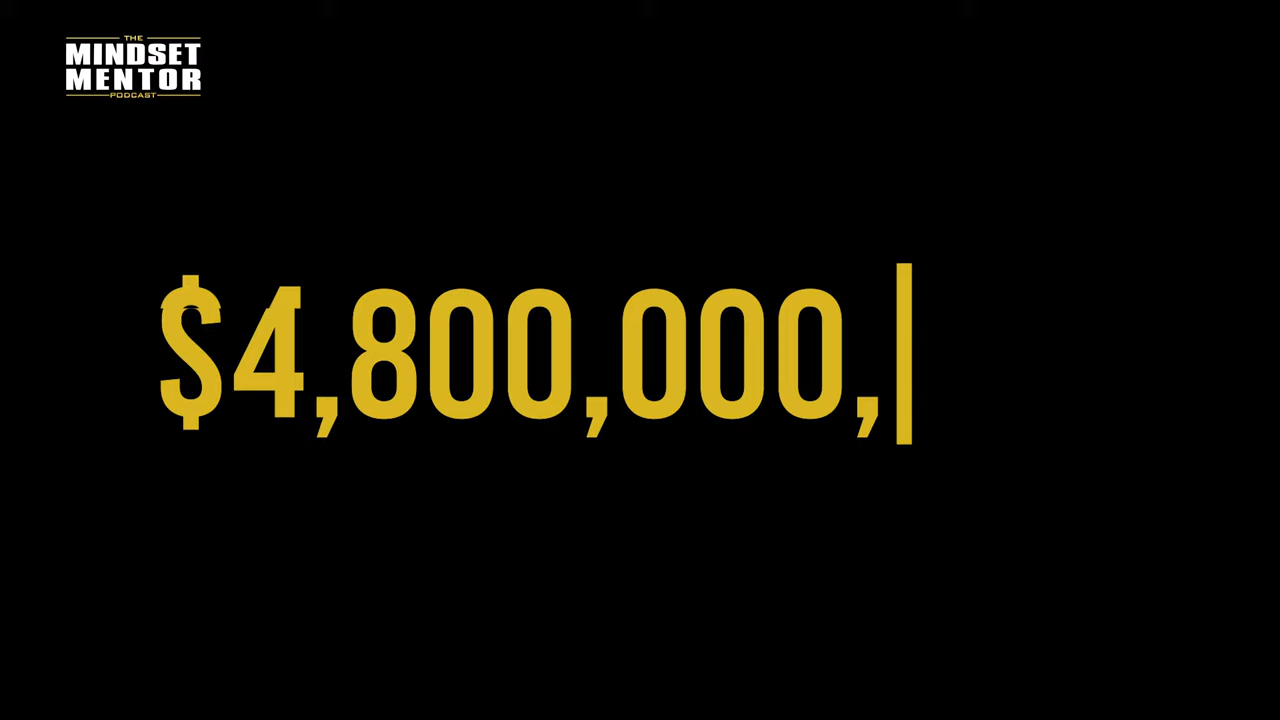 THE
MINDSET
MENTOR
PODCAST
$4,800,000,